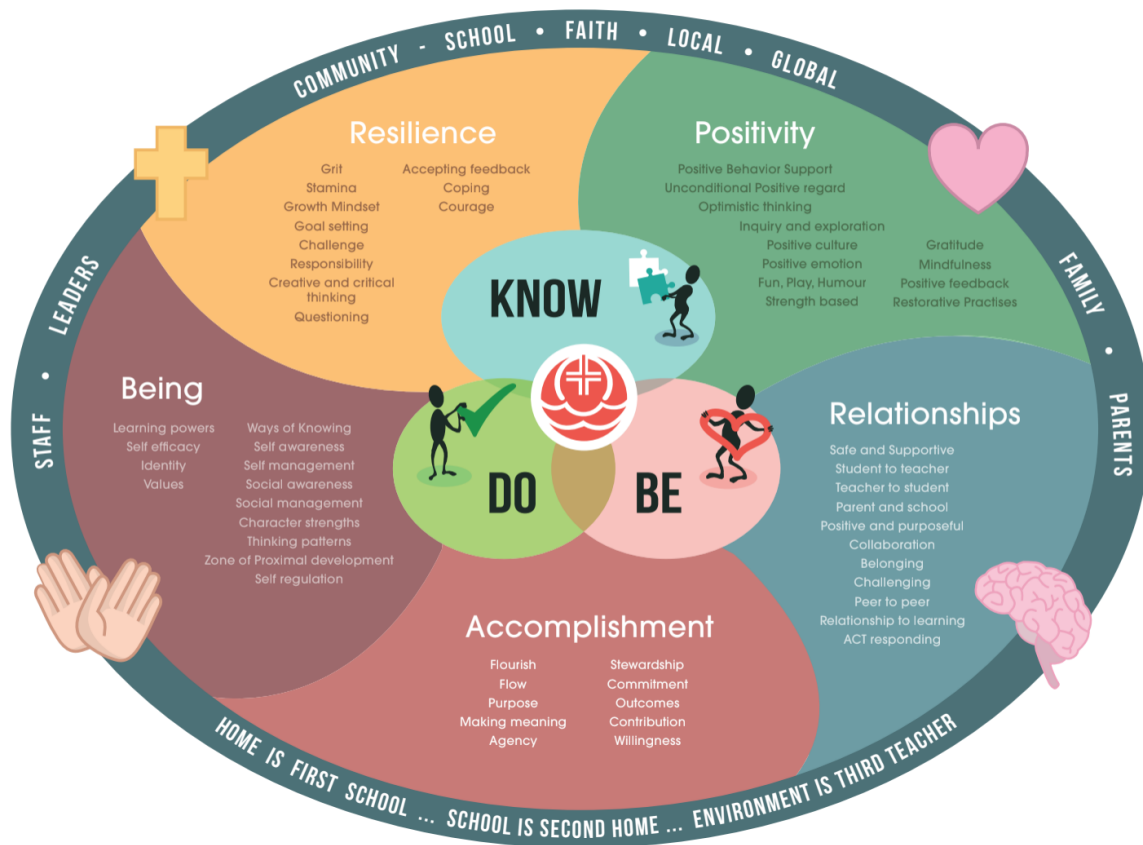 COMMUNITY - SCHOOL • FAITH • LOCAL • GLOBAL
FAMILY • PARENTS
STAFF • LEADERS
HOME IS FIRST SCHOOL ... SCHOOL IS SECOND HOME ... ENVIRONMENT IS THIRD TEACHER
Resilience
Grit
Stamina
Growth Mindset
Goal setting
Challenge
Responsibility
Creative and critical
thinking
Questioning
Accepting feedback
Coping
Courage
Positivity
Positive Behavior Support
Unconditional Positive regard
Optimistic thinking
Inquiry and exploration
Positive culture
Positive emotion
Fun, Play, Humour
Strength based
Gratitude
Mindfulness
Positive feedback
Restorative Practises
KNOW
DO
BE
Being
Learning powers
Self efficacy
Identity
Values
Ways of Knowing
Self awareness
Self management
Social awareness
Social management
Character strengths
Thinking patterns
Zone of Proximal development
Self regulation
Relationships
Safe and Supportive
Student to teacher
Teacher to student
Parent and school
Positive and purposeful
Collaboration
Belonging
Challenging
Peer to peer
Relationship to learning
ACT responding
Accomplishment
Flourish
Flow
Purpose
Making meaning
Agency
Stewardship
Commitment
Outcomes
Contribution
Willingness